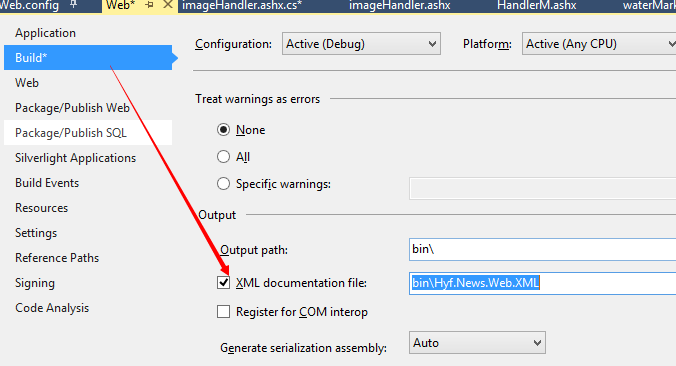 Web.config
Web*
imageHandler.ashx.cs*
imageHandler.ashx
HandlerM.ashx
waterMark
Application
Build*
Web
Package/Publish Web
Package/Publish SQL
Silverlight Applications
Build Events
Resources
Settings
Reference Paths
Signing
Code Analysis
Configuration: Active (Debug) Platform: Active (Any CPU)
Treat warnings as errors
None
All
Specific warnings:
Output
Output path: bin\
XML documentation file: bin\Hyf.News.Web.XML
Register for COM interop
Generate serialization assembly: Auto